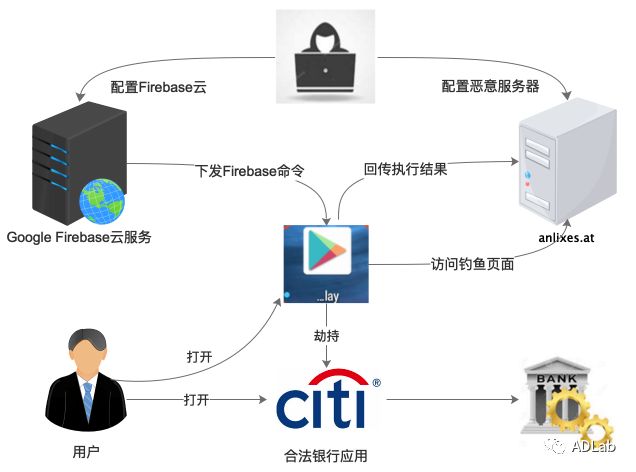 配置Firebase云
配置恶意服务器
下发Firebase命令
回传执行结果
Google Firebase云服务
anlixes.at
访问钓鱼页面
...lay
劫持
打开
打开
citi®
BANK
用户
合法银行应用
ADLab